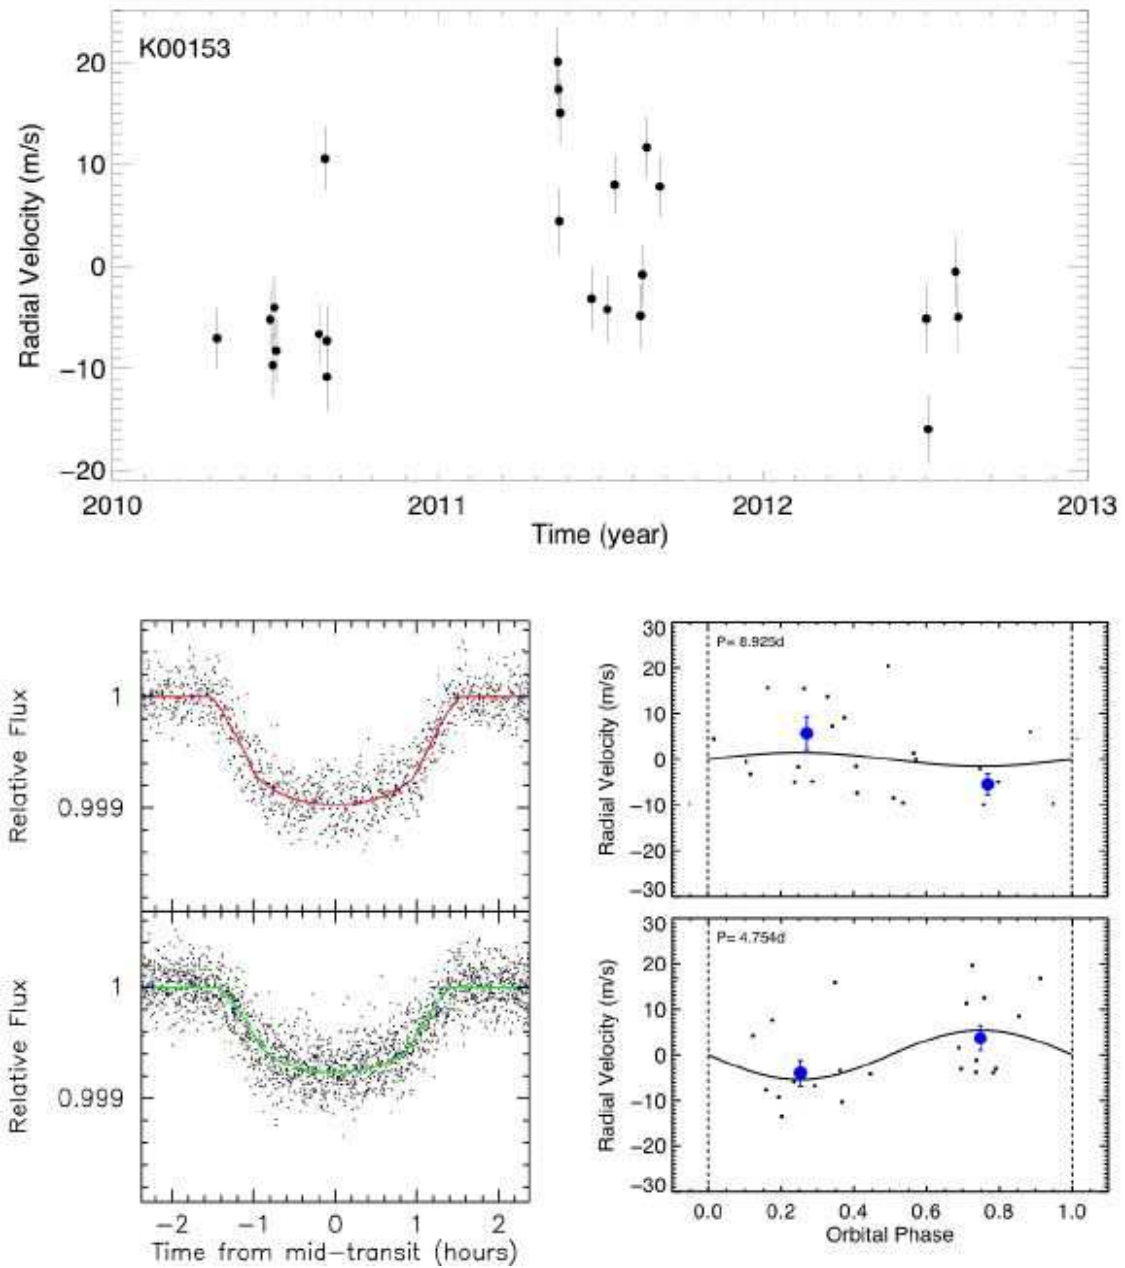 K00153
20
10
0
−10
−20
Radial Velocity (m/s)
2010 2011 2012 2013
Time (year)
1
0.999
Relative Flux
1
0.999
Relative Flux
−2 −1 0 1 2
Time from mid−transit (hours)
P= 8.925d
30
20
10
0
−10
−20
−30
Radial Velocity (m/s)
P= 4.754d
30
20
10
0
−10
−20
−30
Radial Velocity (m/s)
0.0 0.2 0.4 0.6 0.8 1.0
Orbital Phase